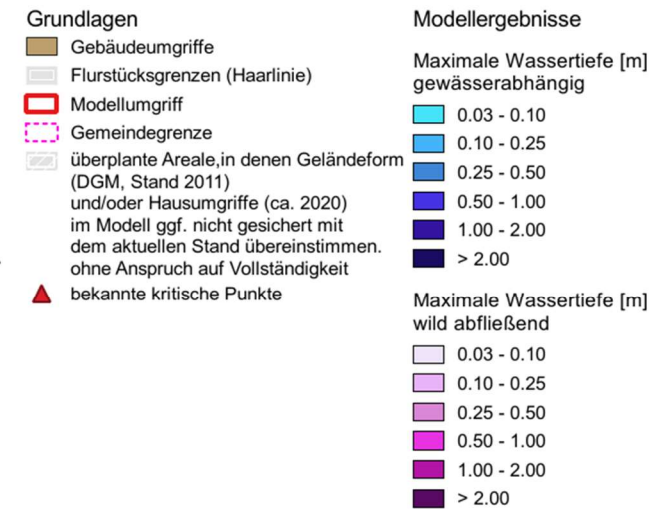 Grundlagen
Gebäudeumgriffe
Flurstücksgrenzen (Haarlinie)
Modellumgriff
Gemeindegrenze
überplante Areale,in denen Geländeform
(DGM, Stand 2011)
und/oder Hausumgriffe (ca. 2020)
im Modell ggf. nicht gesichert mit
dem aktuellen Stand übereinstimmen.
ohne Anspruch auf Vollständigkeit
bekannte kritische Punkte
Modellergebnisse
Maximale Wassertiefe [m]
gewässerabhängig
0.03 - 0.10
0.10 - 0.25
0.25 - 0.50
0.50 - 1.00
1.00 - 2.00
> 2.00
Maximale Wassertiefe [m]
wild abfließend
0.03 - 0.10
0.10 - 0.25
0.25 - 0.50
0.50 - 1.00
1.00 - 2.00
> 2.00